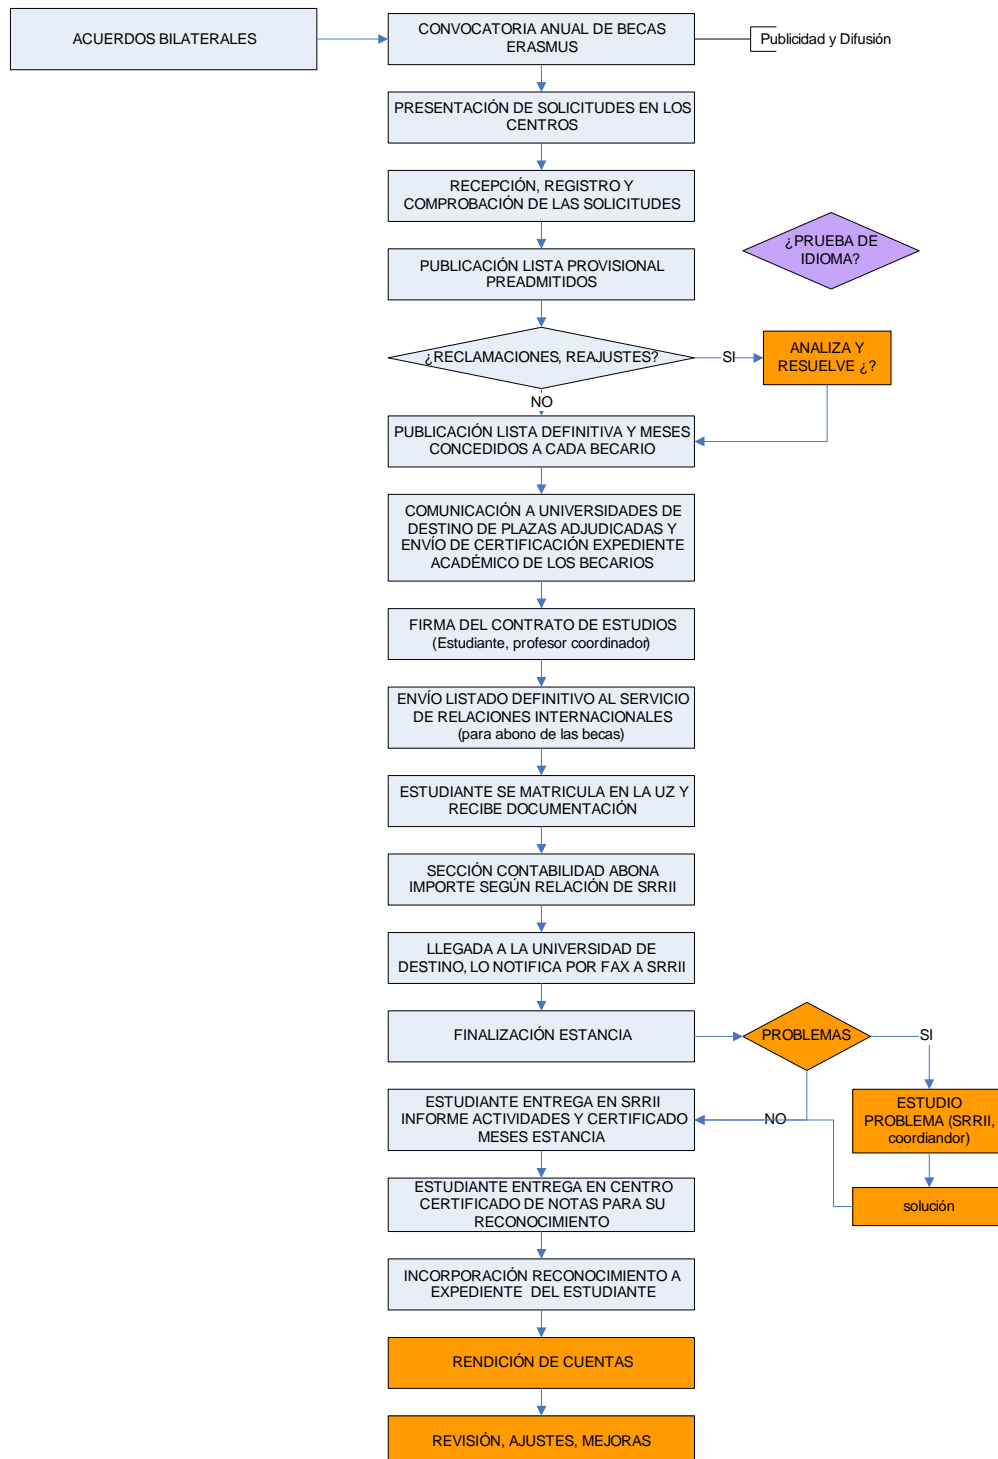 ACUERDOS BILATERALES
CONVOCATORIA ANUAL DE BECAS
ERASMUS
Publicidad y Difusión
PRESENTACIÓN DE SOLICITUDES EN LOS
CENTROS
RECEPCIÓN, REGISTRO Y
COMPROBACIÓN DE LAS SOLICITUDES
¿PRUEBA DE
IDIOMA?
PUBLICACIÓN LISTA PROVISIONAL
PREADMITIDOS
¿RECLAMACIONES, REAJUSTES?
SI
ANALIZA Y
RESUELVE ¿?
NO
PUBLICACIÓN LISTA DEFINITIVA Y MESES
CONCEDIDOS A CADA BECARIO
COMUNICACIÓN A UNIVERSIDADES DE
DESTINO DE PLAZAS ADJUDICADAS Y
ENVÍO DE CERTIFICACIÓN EXPEDIENTE
ACADÉMICO DE LOS BECARIOS
FIRMA DEL CONTRATO DE ESTUDIOS
(Estudiante, profesor coordinador)
ENVÍO LISTADO DEFINITIVO AL SERVICIO
DE RELACIONES INTERNACIONALES
(para abono de las becas)
ESTUDIANTE SE MATRICULA EN LA UZ Y
RECIBE DOCUMENTACIÓN
SECCIÓN CONTABILIDAD ABONA
IMPORTE SEGÚN RELACIÓN DE SRRII
LLEGADA A LA UNIVERSIDAD DE
DESTINO, LO NOTIFICA POR FAX A SRRII
FINALIZACIÓN ESTANCIA
PROBLEMAS
SI
ESTUDIO
PROBLEMA (SRRII,
coordiandor)
NO
ESTUDIANTE ENTREGA EN SRRII
INFORME ACTIVIDADES Y CERTIFICADO
MESES ESTANCIA
solución
ESTUDIANTE ENTREGA EN CENTRO
CERTIFICADO DE NOTAS PARA SU
RECONOCIMIENTO
INCORPORACIÓN RECONOCIMIENTO A
EXPEDIENTE DEL ESTUDIANTE
RENDICIÓN DE CUENTAS
REVISIÓN, AJUSTES, MEJORAS